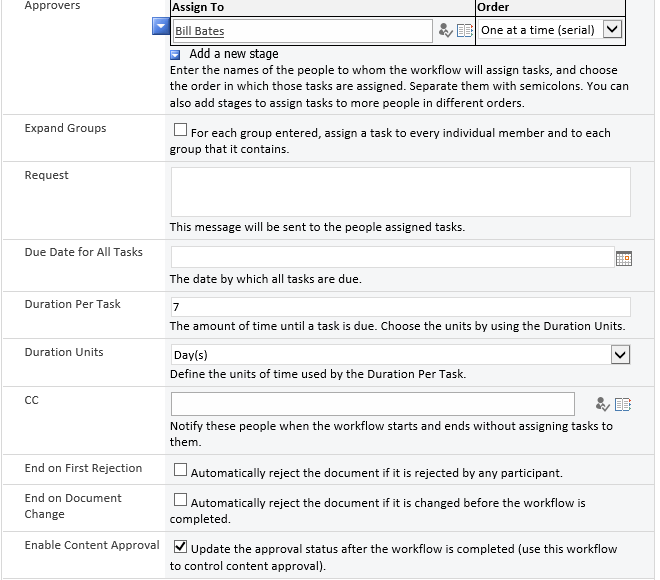 Approvers
Assign To Order
Bill Bates One at a time (serial)
Add a new stage
Enter the names of the people to whom the workflow will assign tasks, and choose
the order in which those tasks are assigned. Separate them with semicolons. You can
also add stages to assign tasks to more people in different orders.
Expand Groups
For each group entered, assign a task to every individual member and to each
group that it contains.
Request
This message will be sent to the people assigned tasks.
Due Date for All Tasks
The date by which all tasks are due.
Duration Per Task
7
The amount of time until a task is due. Choose the units by using the Duration Units.
Duration Units
Day(s)
Define the units of time used by the Duration Per Task.
CC
Notify these people when the workflow starts and ends without assigning tasks to
them.
End on First Rejection
Automatically reject the document if it is rejected by any participant.
End on Document
Change
Automatically reject the document if it is changed before the workflow is
completed.
Enable Content Approval
Update the approval status after the workflow is completed (use this workflow
to control content approval).